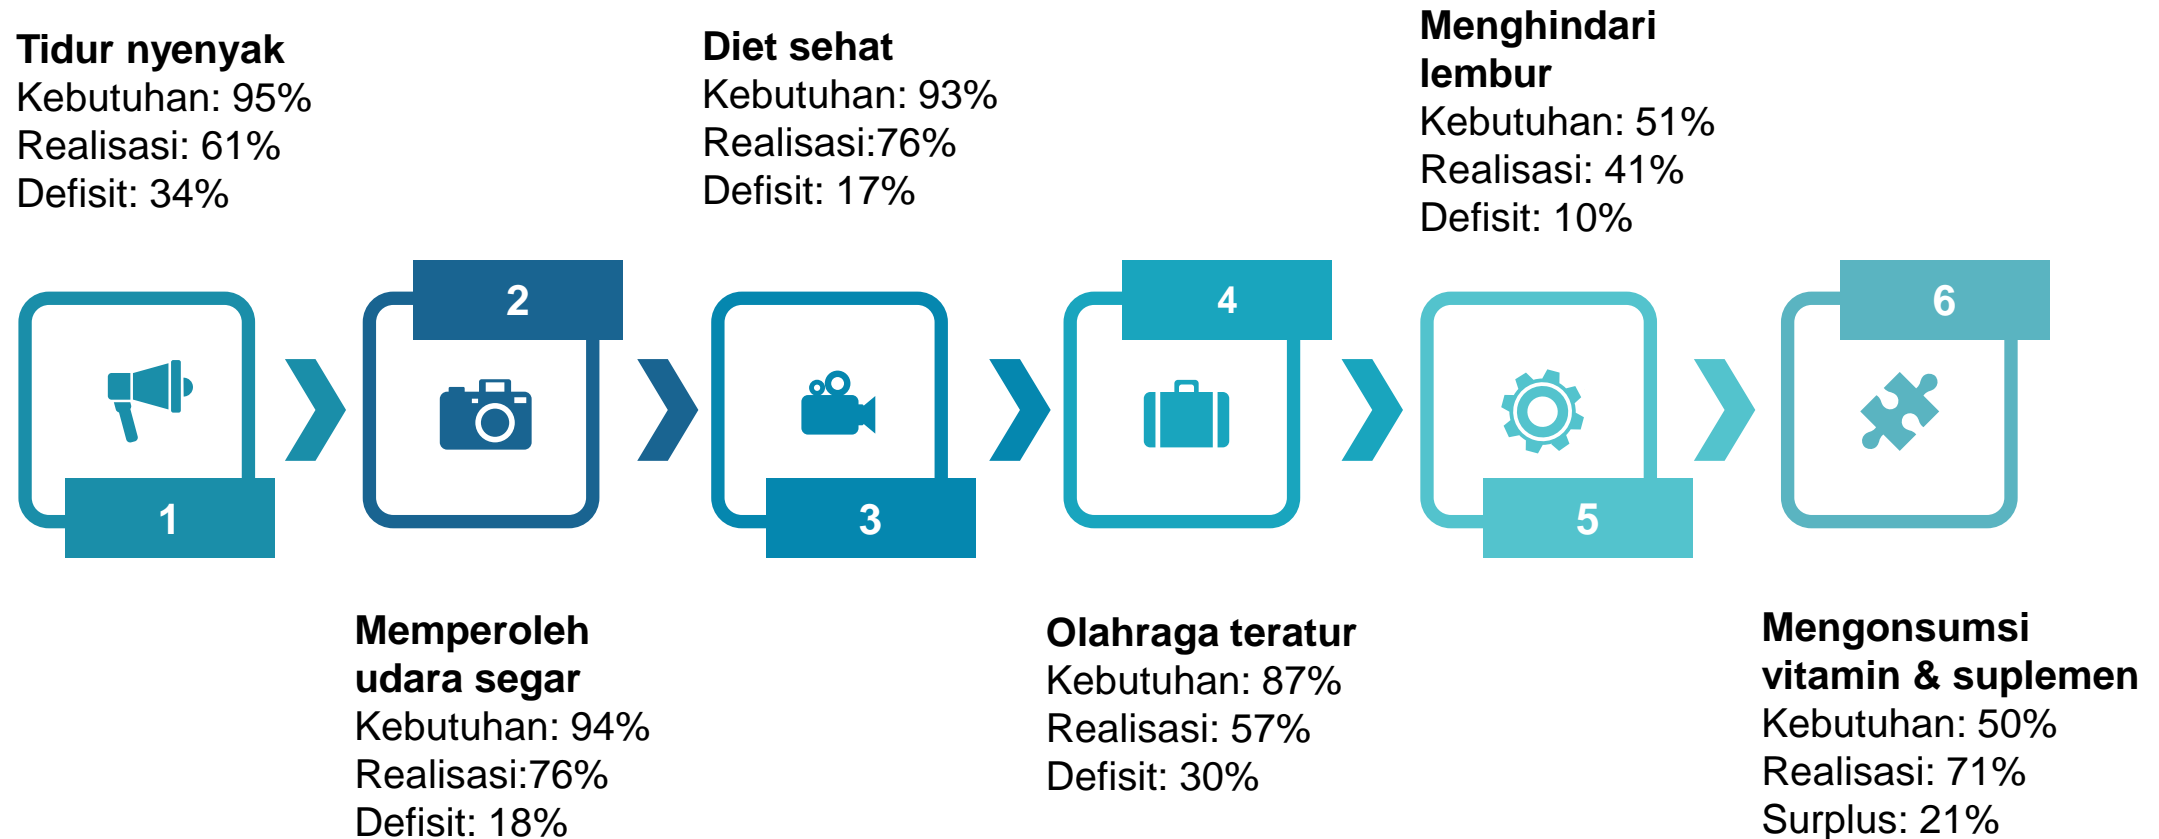 Tidur nyenyak
Kebutuhan: 95%
Realisasi: 61%
Defisit: 34%
Diet sehat
Kebutuhan: 93%
Realisasi:76%
Defisit: 17%
Menghindari
lembur
Kebutuhan: 51%
Realisasi: 41%
Defisit: 10%
1
2
3
4
5
6
Memperoleh
udara segar
Kebutuhan: 94%
Realisasi:76%
Defisit: 18%
Olahraga teratur
Kebutuhan: 87%
Realisasi: 57%
Defisit: 30%
Mengonsumsi
vitamin & suplemen
Kebutuhan: 50%
Realisasi: 71%
Surplus: 21%